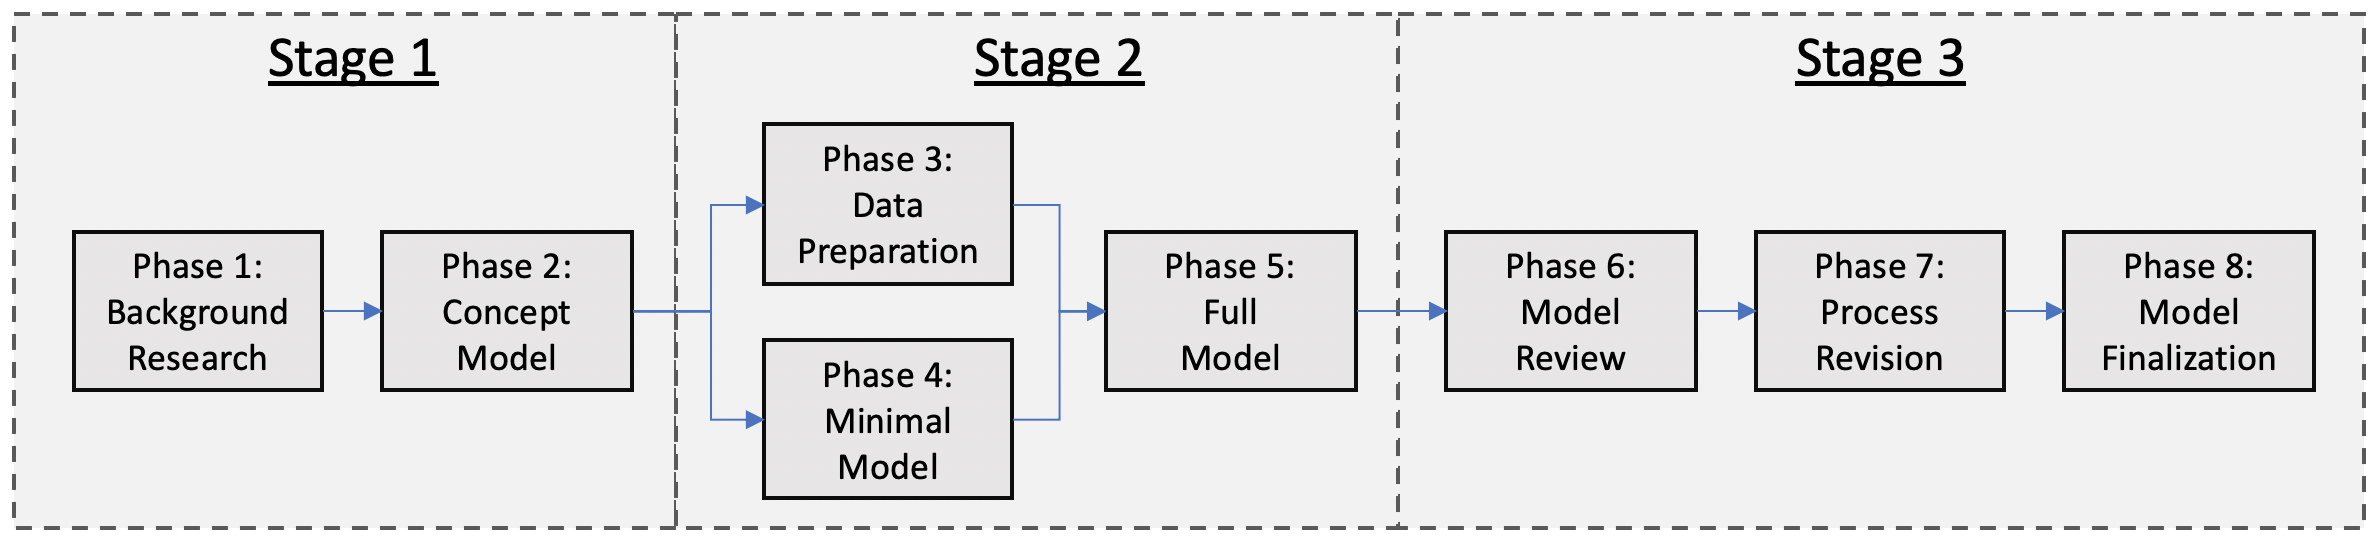 Stage 1
Phase 1:
Background
Research
Phase 2:
Concept
Model
Stage 2
Phase 3:
Data
Preparation
Phase 4:
Minimal
Model
Phase 5:
Full
Model
Stage 3
Phase 6:
Model
Review
Phase 7:
Process
Revision
Phase 8:
Model
Finalization